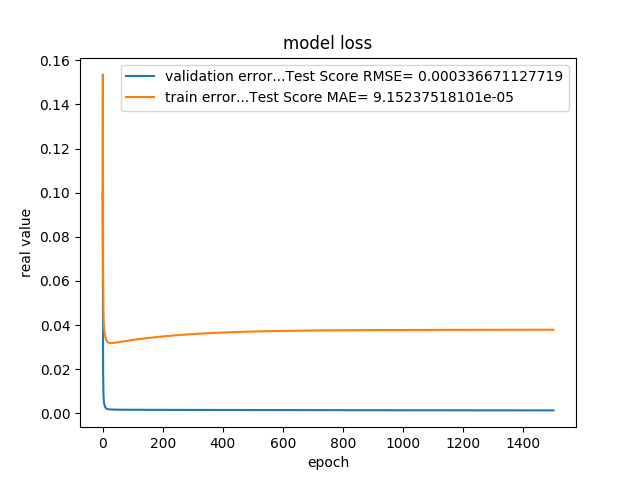 model loss
validation error...Test Score RMSE= 0.000336671127719
train error...Test Score MAE= 9.15237518101e-05
0.16
0.14
0.12
0.10
0.08
0.06
0.04
0.02
0.00
real value
0 200 400 600 800 1000 1200 1400
epoch